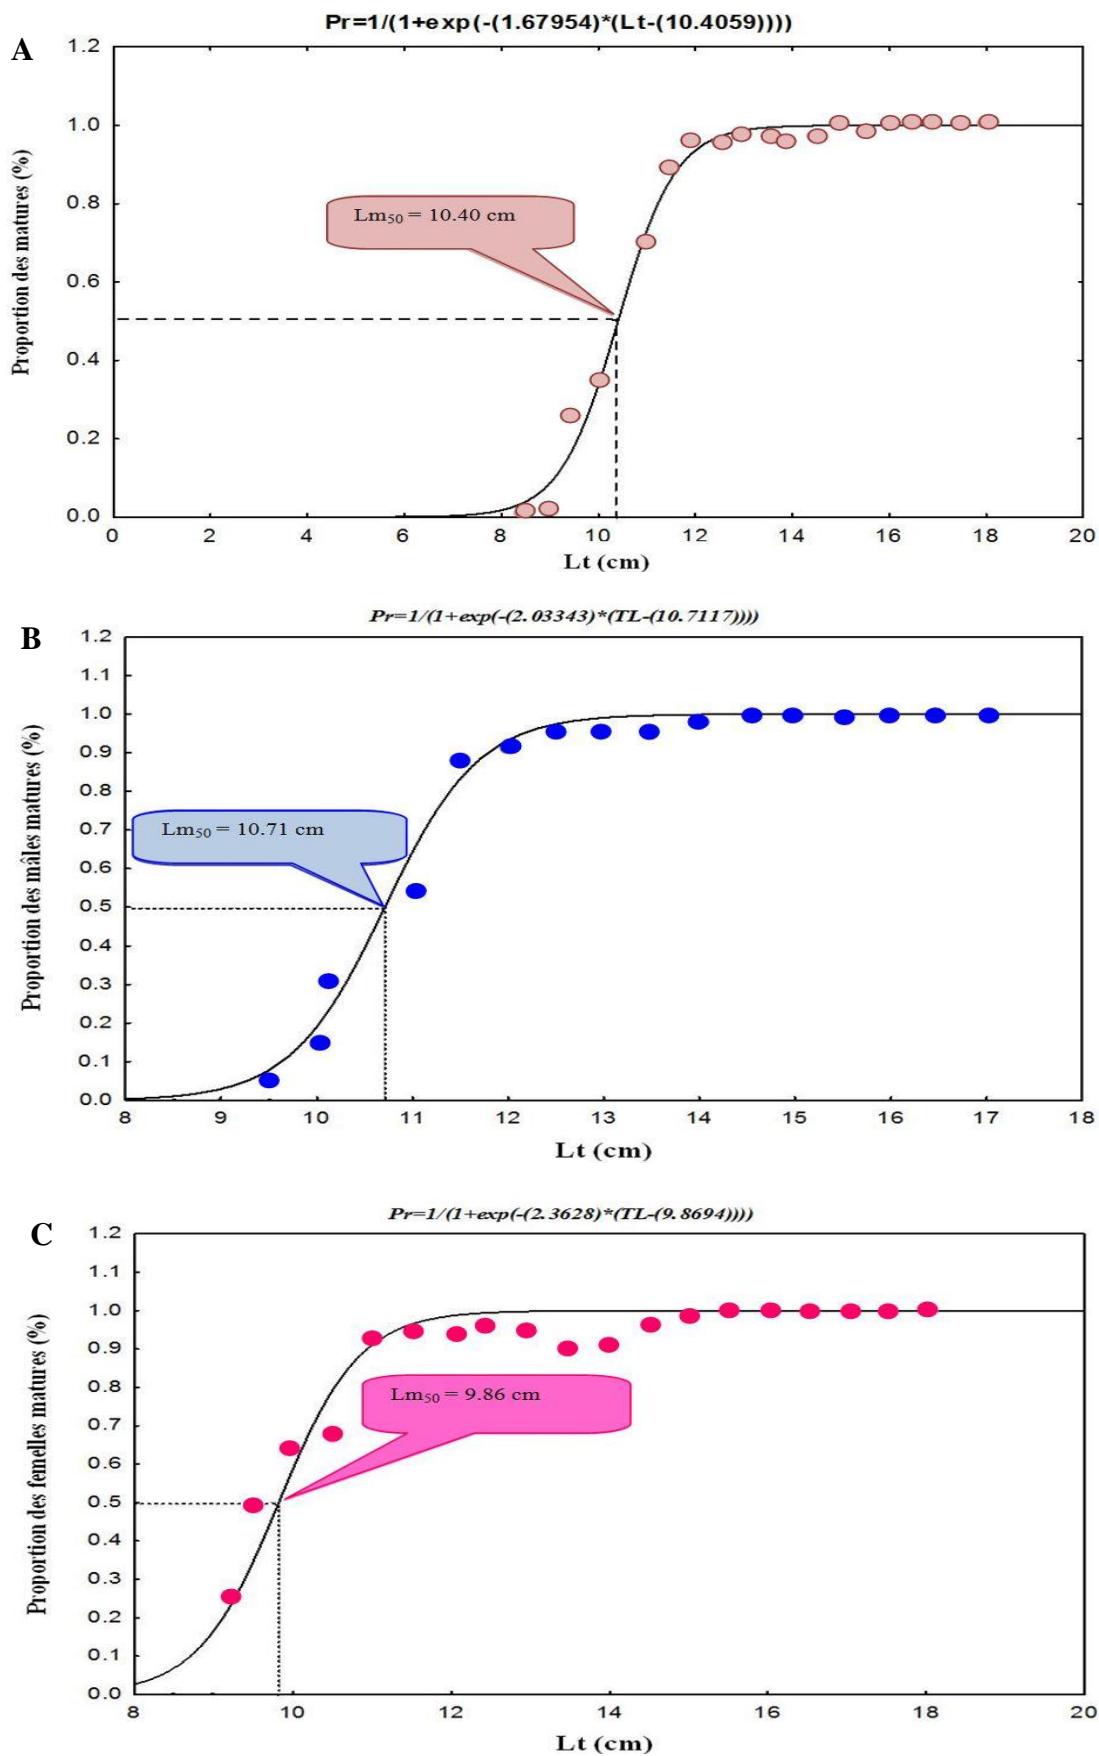 Pr=1/(1+exp(-(1.67954)*(Lt-(10.4059))))
A
1.2
1.0
0.8
0.6
0.4
0.2
0.0
Proportion des matures (%)
Lm₅₀ = 10.40 cm
0 2 4 6 8 10 12 14 16 18 20
Lt (cm)
Pr=1/(1+exp(-(2.03343)*(TL-(10.7117))))
B
1.2
1.1
1.0
0.9
0.8
0.7
0.6
0.5
0.4
0.3
0.2
0.1
0.0
Proportion des mâles matures (%)
Lm₅₀ = 10.71 cm
8 9 10 11 12 13 14 15 16 17 18
Lt (cm)
Pr=1/(1+exp(-(2.3628)*(TL-(9.8694))))
C
1.2
1.1
1.0
0.9
0.8
0.7
0.6
0.5
0.4
0.3
0.2
0.1
0.0
Proportion des femelles matures (%)
Lm₅₀ = 9.86 cm
8 10 12 14 16 18 20
Lt (cm)